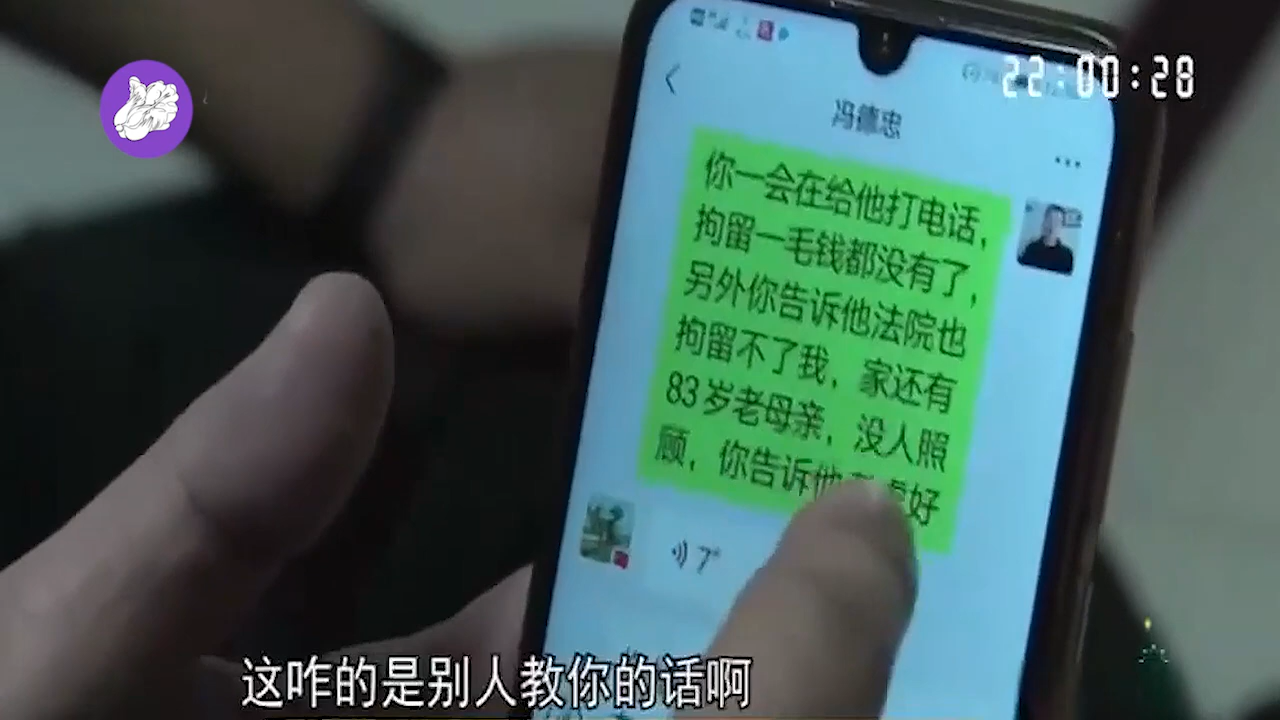 22:00:28
冯德忠
你一会在给他打电话，
拘留一毛钱都没有了，
另外你告诉他法院也
拘留不了我，家还有
83岁老母亲，没人照
顾，你告诉他考虑好
7"
这咋的是别人教你的话啊